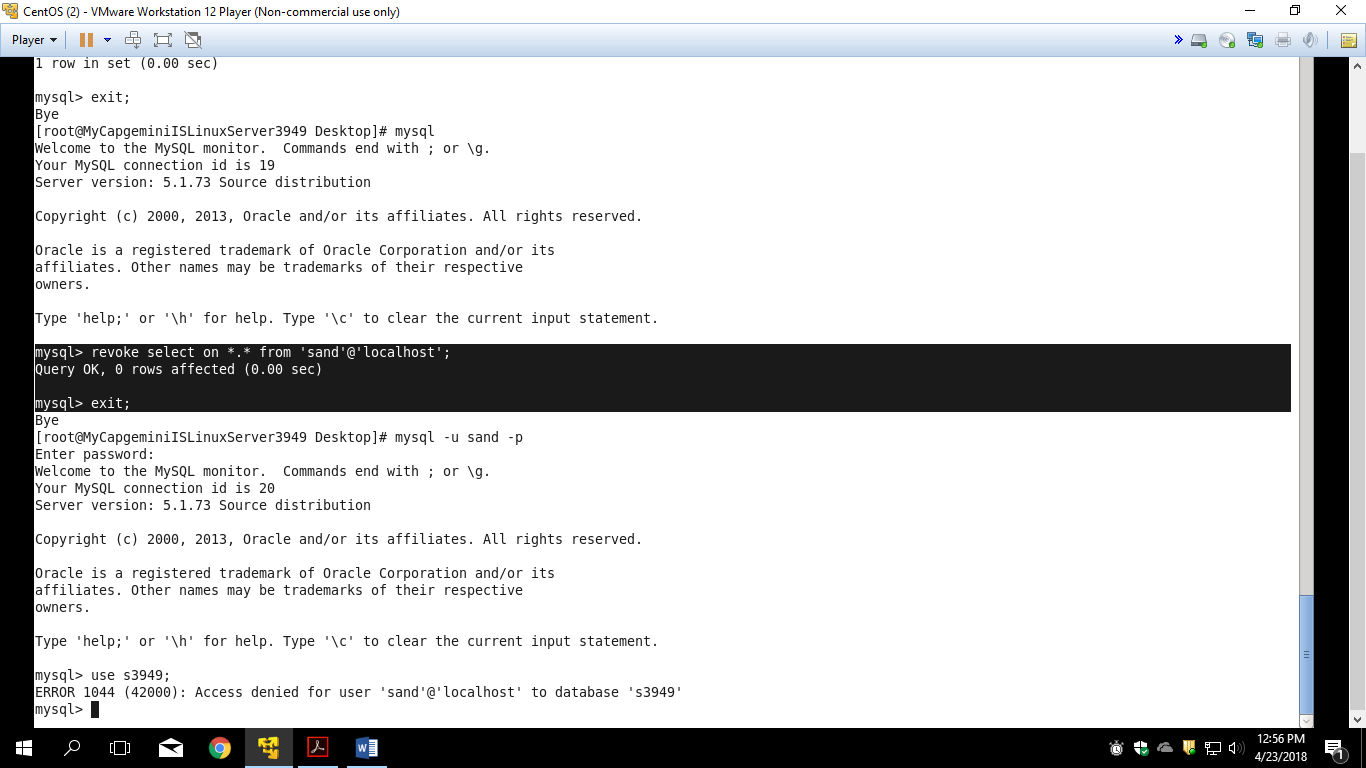 CentOS (2) - VMware Workstation 12 Player (Non-commercial use only)
Player
1 row in set (0.00 sec)
mysql> exit;
Bye
[root@MyCapgeminiISLinuxServer3949 Desktop]# mysql
Welcome to the MySQL monitor.  Commands end with ; or \g.
Your MySQL connection id is 19
Server version: 5.1.73 Source distribution
Copyright (c) 2000, 2013, Oracle and/or its affiliates. All rights reserved.
Oracle is a registered trademark of Oracle Corporation and/or its
affiliates. Other names may be trademarks of their respective
owners.
Type 'help;' or '\h' for help. Type '\c' to clear the current input statement.
mysql> revoke select on *.* from 'sand'@'localhost';
Query OK, 0 rows affected (0.00 sec)
mysql> exit;
Bye
[root@MyCapgeminiISLinuxServer3949 Desktop]# mysql -u sand -p
Enter password:
Welcome to the MySQL monitor.  Commands end with ; or \g.
Your MySQL connection id is 20
Server version: 5.1.73 Source distribution
Copyright (c) 2000, 2013, Oracle and/or its affiliates. All rights reserved.
Oracle is a registered trademark of Oracle Corporation and/or its
affiliates. Other names may be trademarks of their respective
owners.
Type 'help;' or '\h' for help. Type '\c' to clear the current input statement.
mysql> use s3949;
ERROR 1044 (42000): Access denied for user 'sand'@'localhost' to database 's3949'
mysql>
12:56 PM
4/23/2018
1